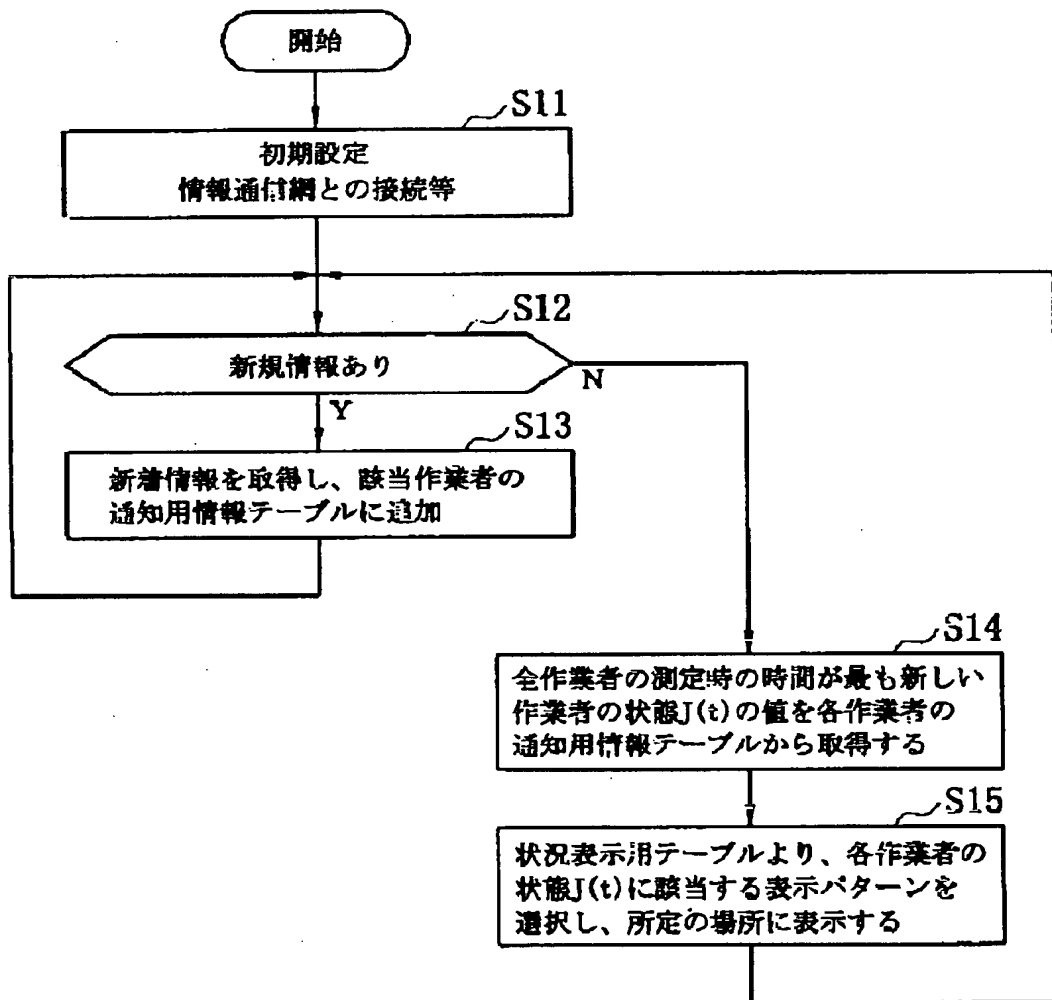 開始
S11
初期設定
情報通信網との接続等
S12
新規情報あり
N
Y
S13
新着情報を取得し、該当作業者の
通知用情報テーブルに追加
S14
全作業者の測定時の時間が最も新しい
作業者の状態J(t)の値を各作業者の
通知用情報テーブルから取得する
S15
状況表示用テーブルより、各作業者の
状態J(t)に該当する表示パターンを
選択し、所定の場所に表示する